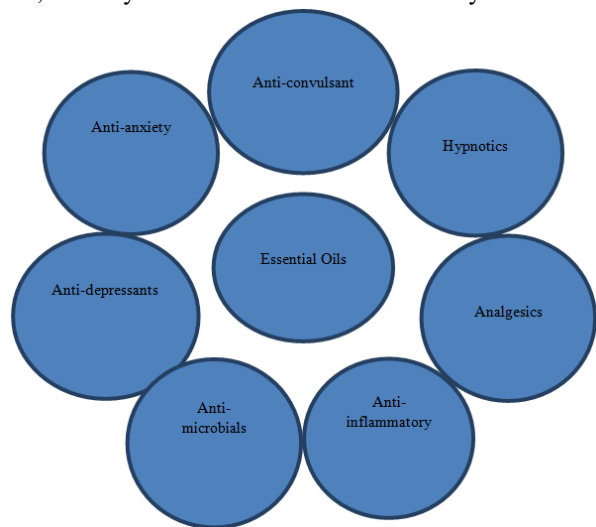 Anti-convulsant
Anti-anxiety
Hypnotics
Essential Oils
Anti-depressants
Analgesics
Anti-
microbials
Anti-
inflammatory